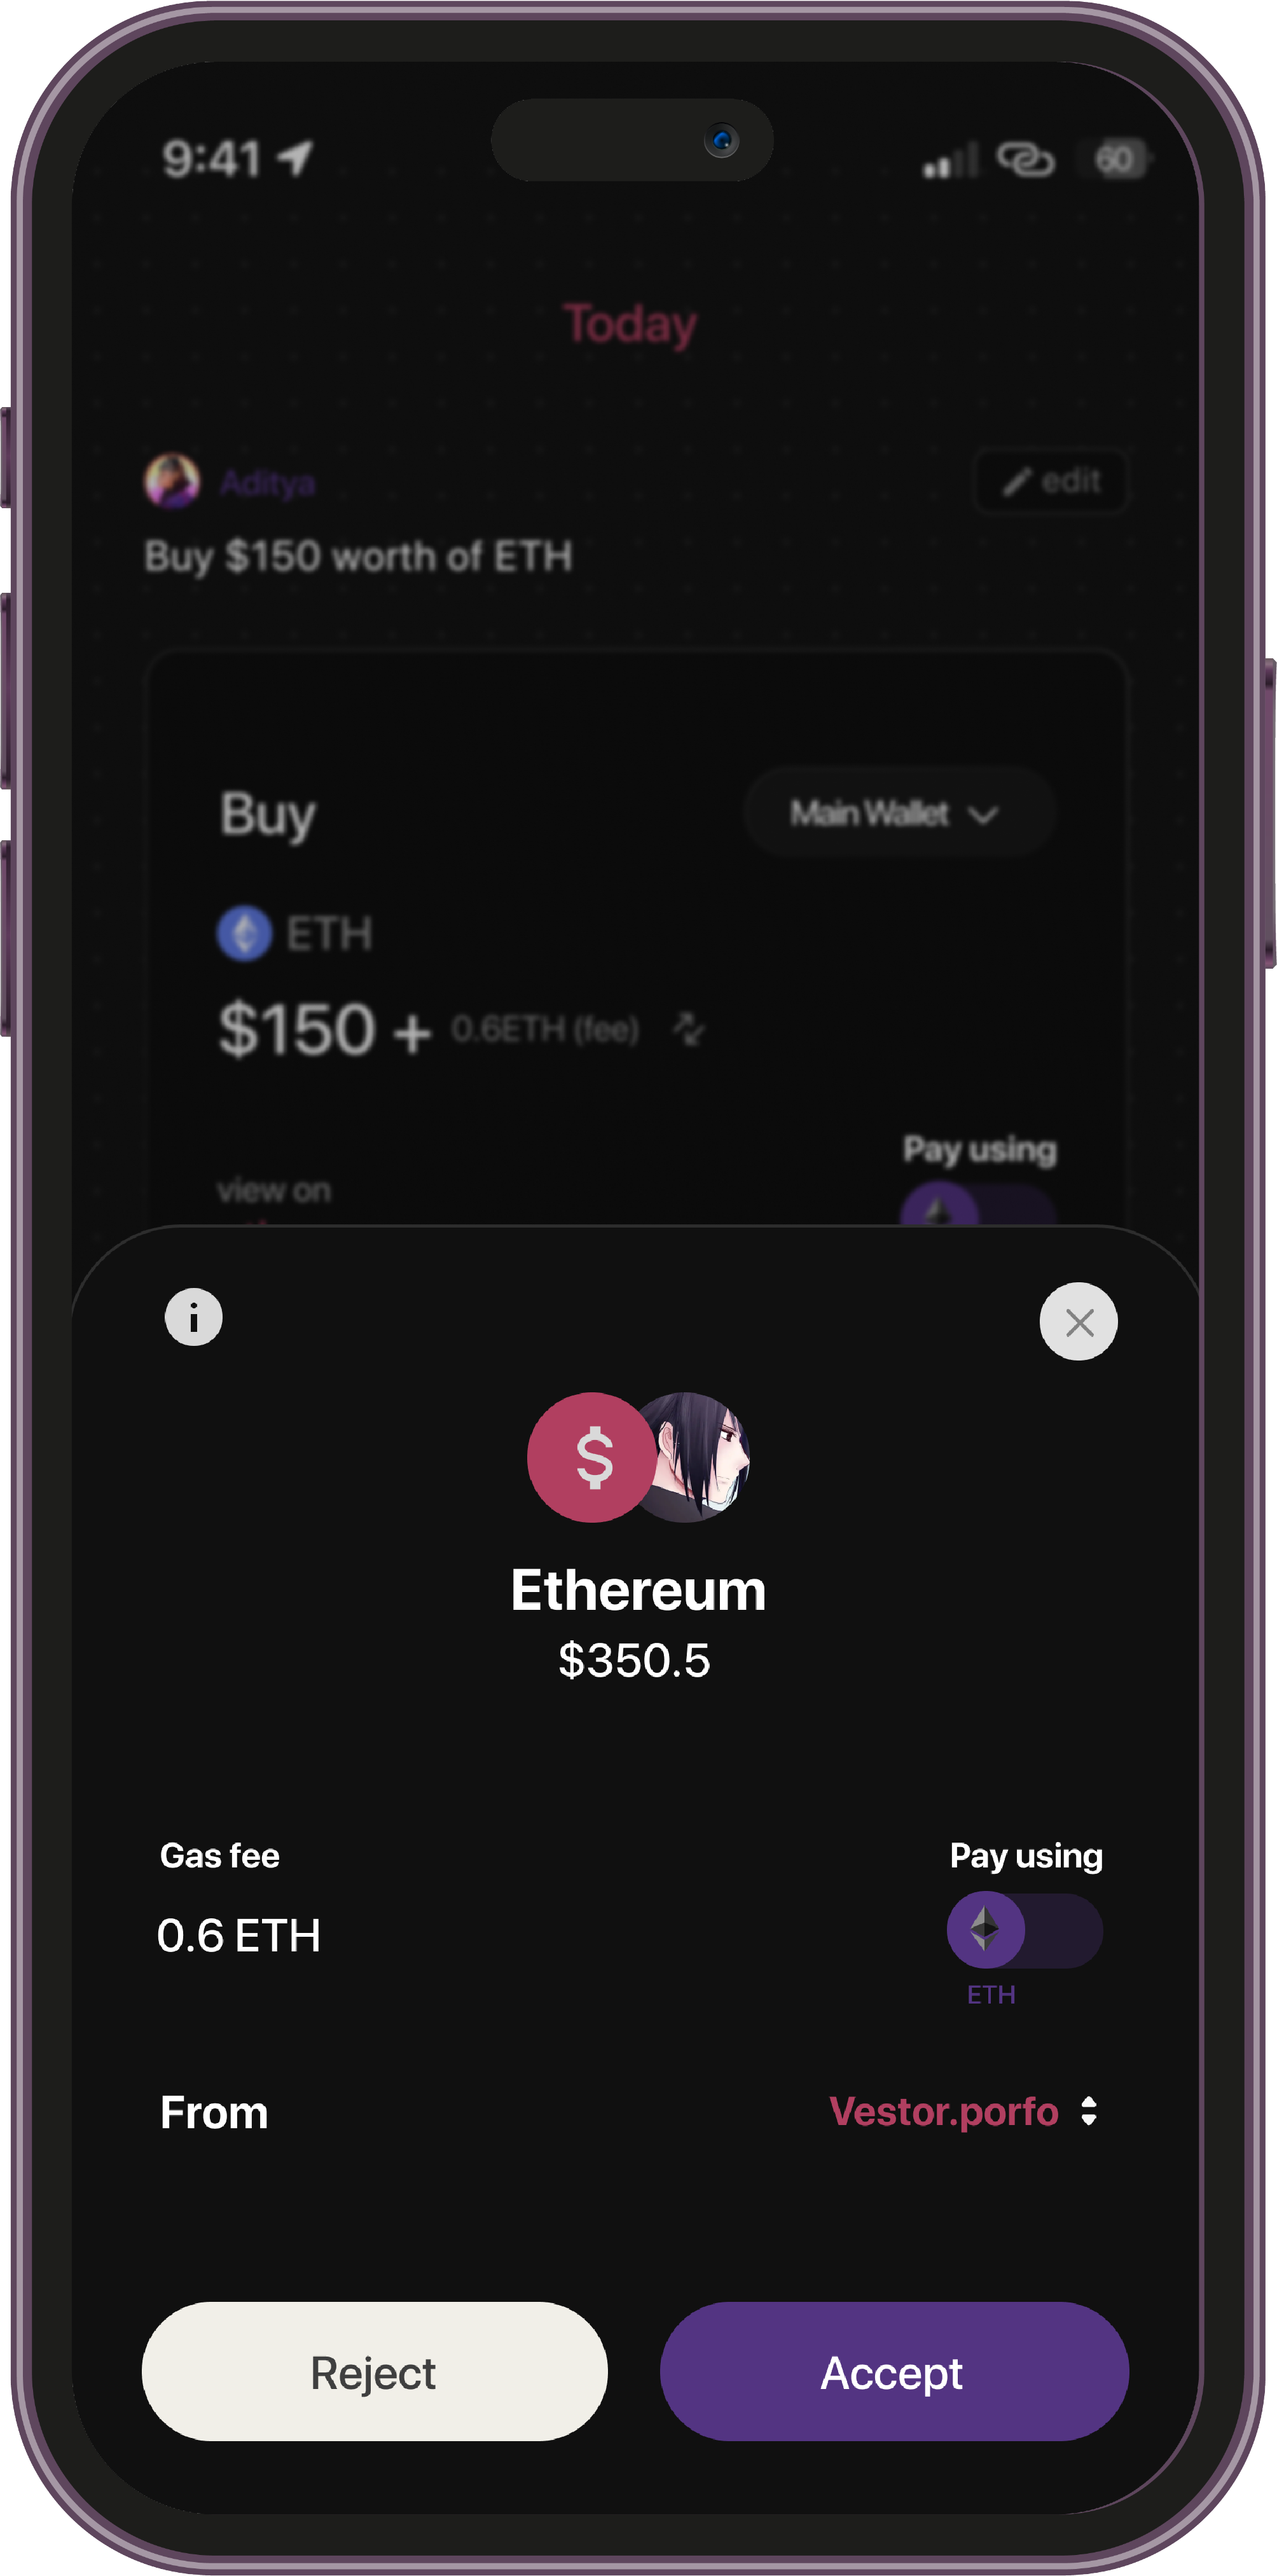 9:41 60
Today
Aditya edit
Buy $150 worth of ETH
Buy Main Wallet
ETH
$150 + 0.6ETH (fee)
Pay using
view on
i
$
Ethereum
$350.5
Gas fee Pay using
0.6 ETH
ETH
From Vestor.porfo
Reject Accept